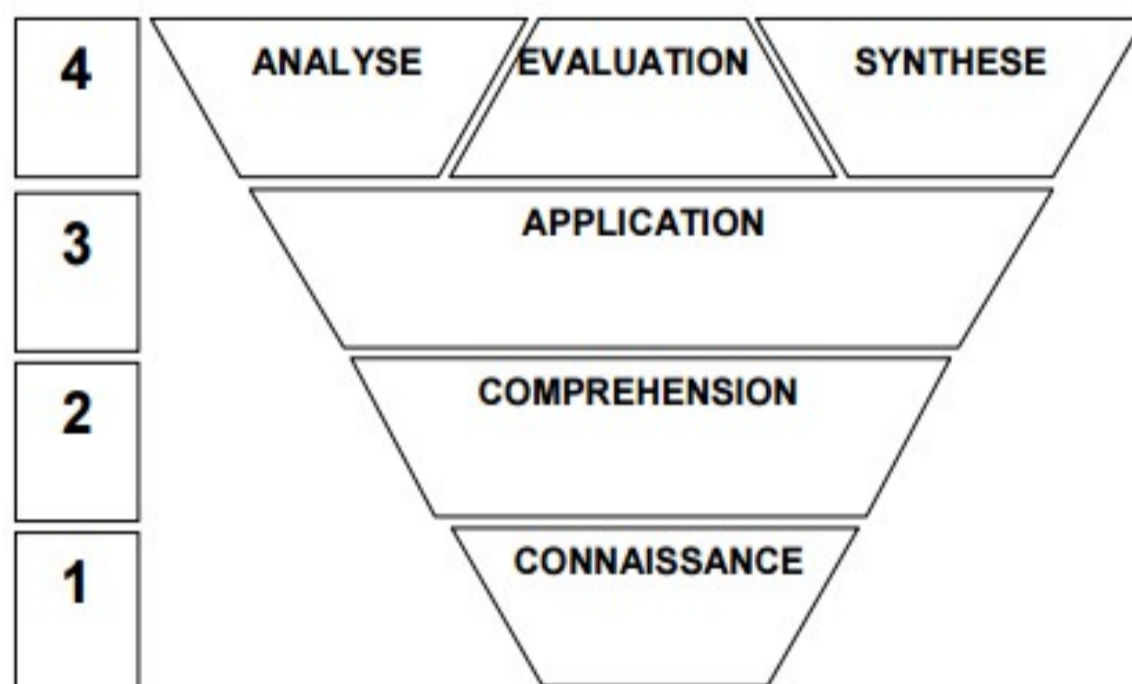 4 ANALYSE EVALUATION SYNTHESE
3 APPLICATION
2 COMPREHENSION
1 CONNAISSANCE